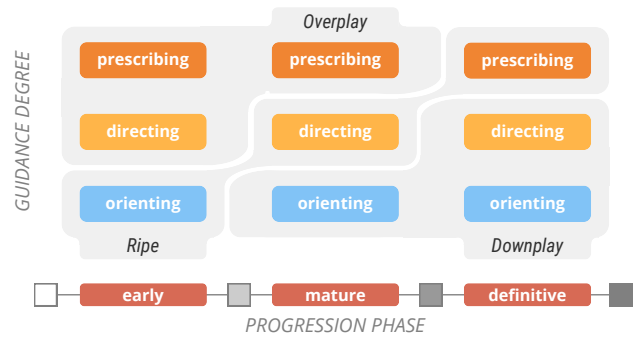 Overplay
prescribing
prescribing
prescribing
GUIDANCE DEGREE
directing
directing
directing
orienting
orienting
orienting
Ripe
Downplay
early
mature
definitive
PROGRESSION PHASE